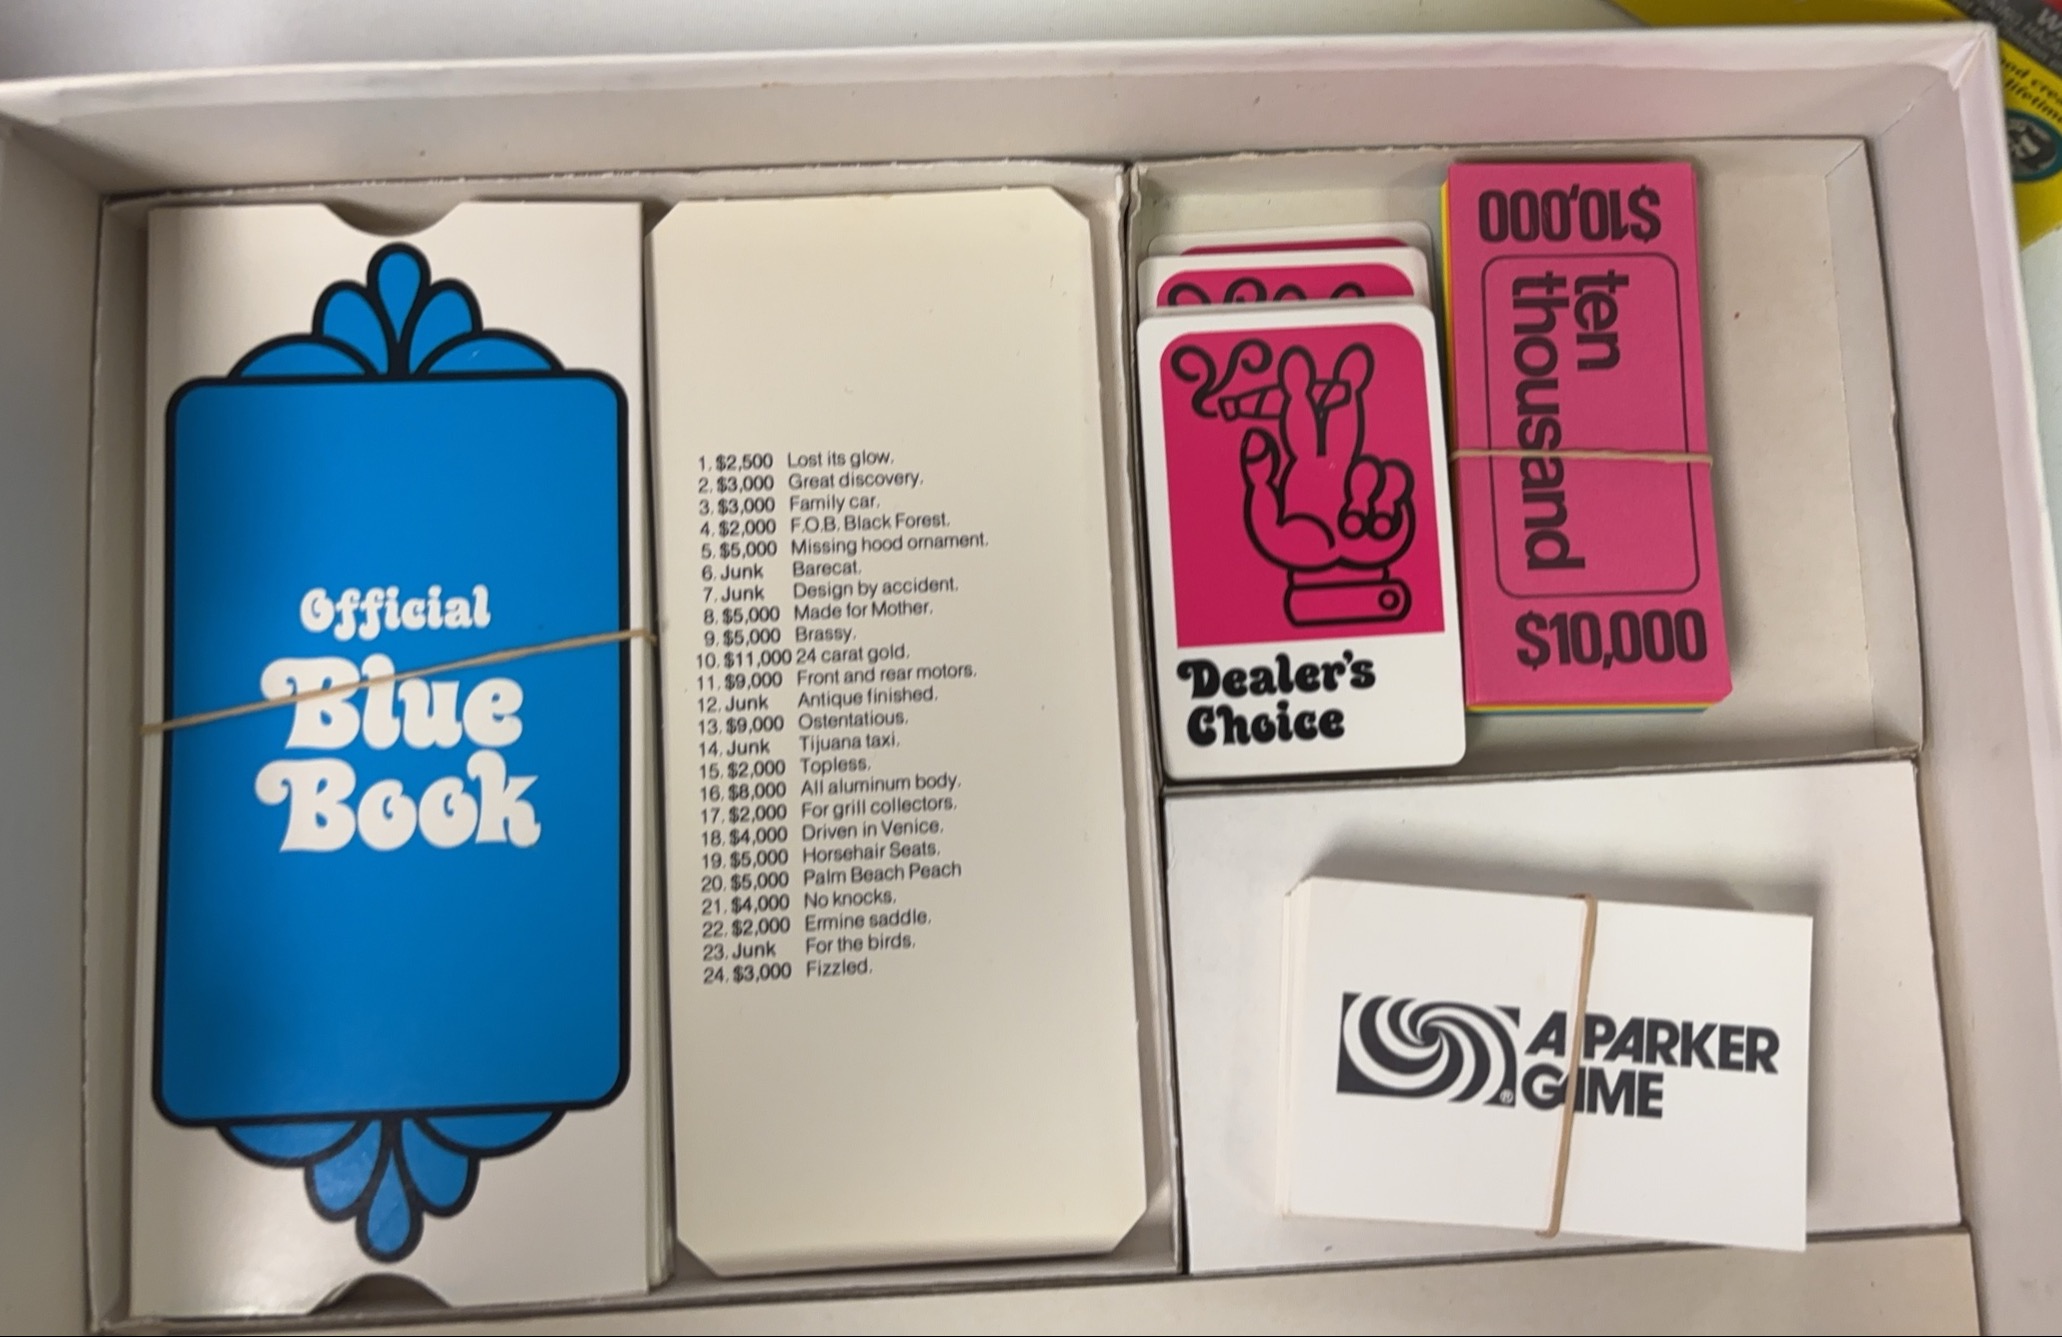 Official
Blue
Book
1. $2,500 Lost its glow.
2. $3,000 Great discovery.
3. $3,000 Family car.
4. $2,000 F.O.B. Black Forest.
5. $5,000 Missing hood ornament.
6. Junk Barecat.
7. Junk Design by accident.
8. $5,000 Made for Mother.
9. $5,000 Brassy.
10. $11,000 24 carat gold.
11. $9,000 Front and rear motors.
12. Junk Antique finished.
13. $9,000 Ostentatious.
14. Junk Tijuana taxi.
15. $2,000 Topless.
16. $8,000 All aluminum body.
17. $2,000 For grill collectors.
18. $4,000 Driven in Venice.
19. $5,000 Horsehair Seats.
20. $5,000 Palm Beach Peach
21. $4,000 No knocks.
22. $2,000 Ermine saddle.
23. Junk For the birds.
24. $3,000 Fizzled.
Dealer's
Choice
$10,000
ten
thousand
$10,000
A PARKER
GAME